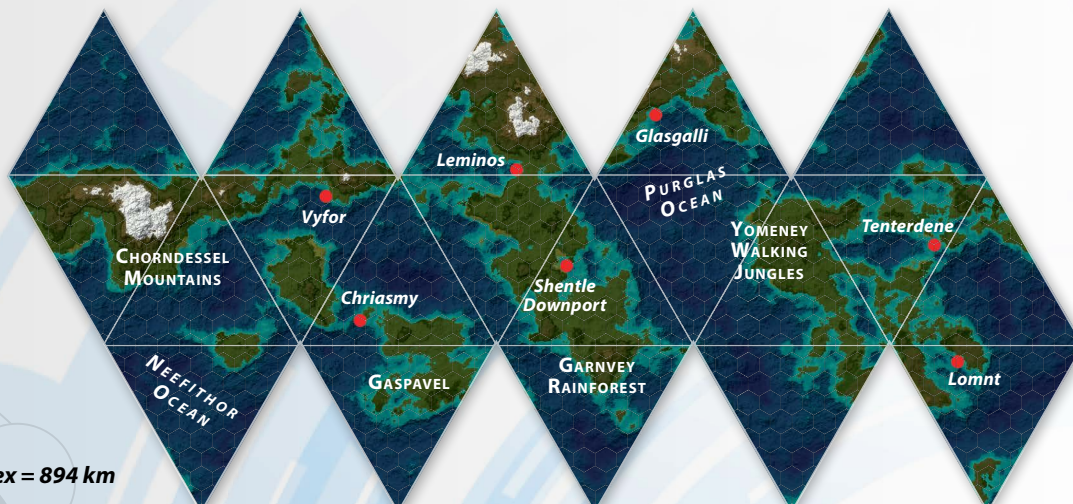 Glasgalli
Leminos
PURGLAS
OCEAN
Vyfor
YOMENEY
WALKING
JUNGLES
Tenterdene
CHORNDESSEL
MOUNTAINS
Shentle
Downport
Chriasmy
NEEFITHOR
OCEAN
GASPAVEL
GARNVEY
RAINFOREST
Lomnt
ex = 894 km